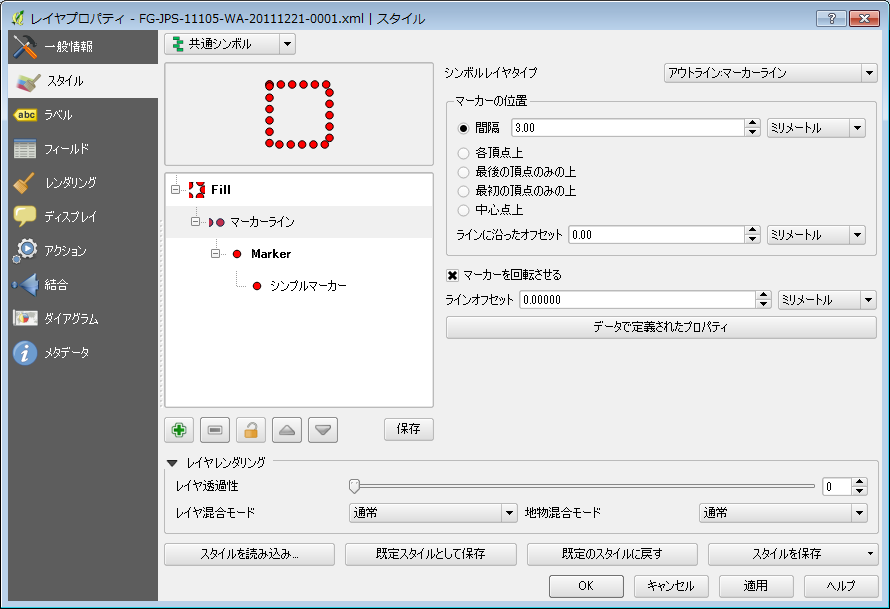 レイヤプロパティ - FG-JPS-11105-WA-20111221-0001.xml | スタイル
一般情報
スタイル
abc ラベル
フィールド
レンダリング
ディスプレイ
アクション
結合
ダイアグラム
メタデータ
共通シンボル
Fill
マーカーライン
Marker
シンプルマーカー
保存
シンボルレイヤタイプ アウトライン:マーカーライン
マーカーの位置
間隔 3.00 ミリメートル
各頂点上
最後の頂点のみの上
最初の頂点のみの上
中心点上
ラインに沿ったオフセット 0.00 ミリメートル
マーカーを回転させる
ラインオフセット 0.00000 ミリメートル
データで定義されたプロパティ
レイヤレンダリング
レイヤ透過性 0
レイヤ混合モード 通常 地物混合モード 通常
スタイルを読み込み... 既定スタイルとして保存 既定のスタイルに戻す スタイルを保存
OK キャンセル 適用 ヘルプ